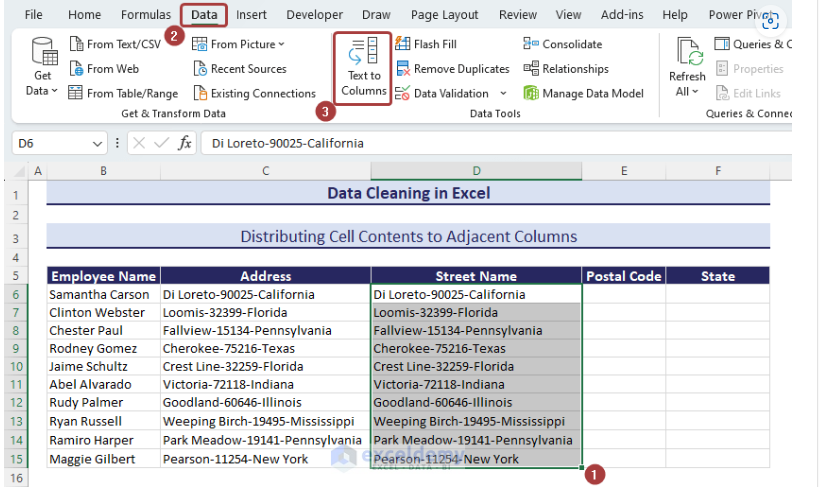 File Home Formulas Data Insert Developer Draw Page Layout Review View Add-ins Help Power Pivot
2
From Text/CSV From Picture Flash Fill Consolidate Queries & C
From Web Recent Sources Remove Duplicates Relationships Properties
Get Data From Table/Range Existing Connections Text to Columns Data Validation Manage Data Model Refresh All Edit Links
3
Get & Transform Data Data Tools Queries & Connec
D6 fx Di Loreto-90025-California
A B C D E F
1 Data Cleaning in Excel
2
3 Distributing Cell Contents to Adjacent Columns
4
5 Employee Name Address Street Name Postal Code State
6 Samantha Carson Di Loreto-90025-California Di Loreto-90025-California
7 Clinton Webster Loomis-32399-Florida Loomis-32399-Florida
8 Chester Paul Fallview-15134-Pennsylvania Fallview-15134-Pennsylvania
9 Rodney Gomez Cherokee-75216-Texas Cherokee-75216-Texas
10 Jaime Schultz Crest Line-32259-Florida Crest Line-32259-Florida
11 Abel Alvarado Victoria-72118-Indiana Victoria-72118-Indiana
12 Rudy Palmer Goodland-60646-Illinois Goodland-60646-Illinois
13 Ryan Russell Weeping Birch-19495-Mississippi Weeping Birch-19495-Mississippi
14 Ramiro Harper Park Meadow-19141-Pennsylvania Park Meadow-19141-Pennsylvania
15 Maggie Gilbert Pearson-11254-New York Pearson-11254-New York
exceldemy
EXCEL - DATA - BI
1
16